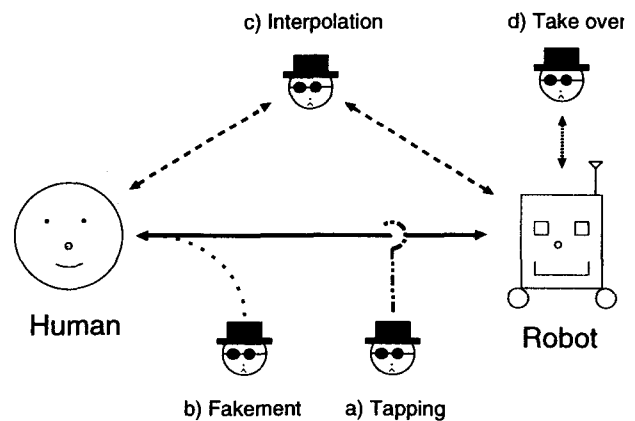 c) Interpolation
d) Take over
Human
Robot
b) Fakement
a) Tapping